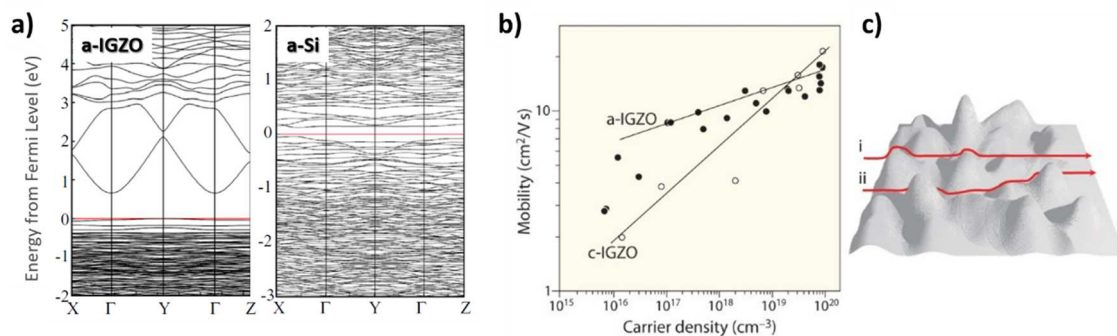 a)
a-IGZO
a-Si
Energy from Fermi Level (eV)
5
4
3
2
1
0
-1
-2
X Γ Y Γ Z
2
1
0
-1
-2
-3
X Γ Y Γ Z
b)
Mobility (cm²/V s)
10
1
a-IGZO
c-IGZO
10¹⁵ 10¹⁶ 10¹⁷ 10¹⁸ 10¹⁹ 10²⁰
Carrier density (cm⁻³)
c)
i
ii